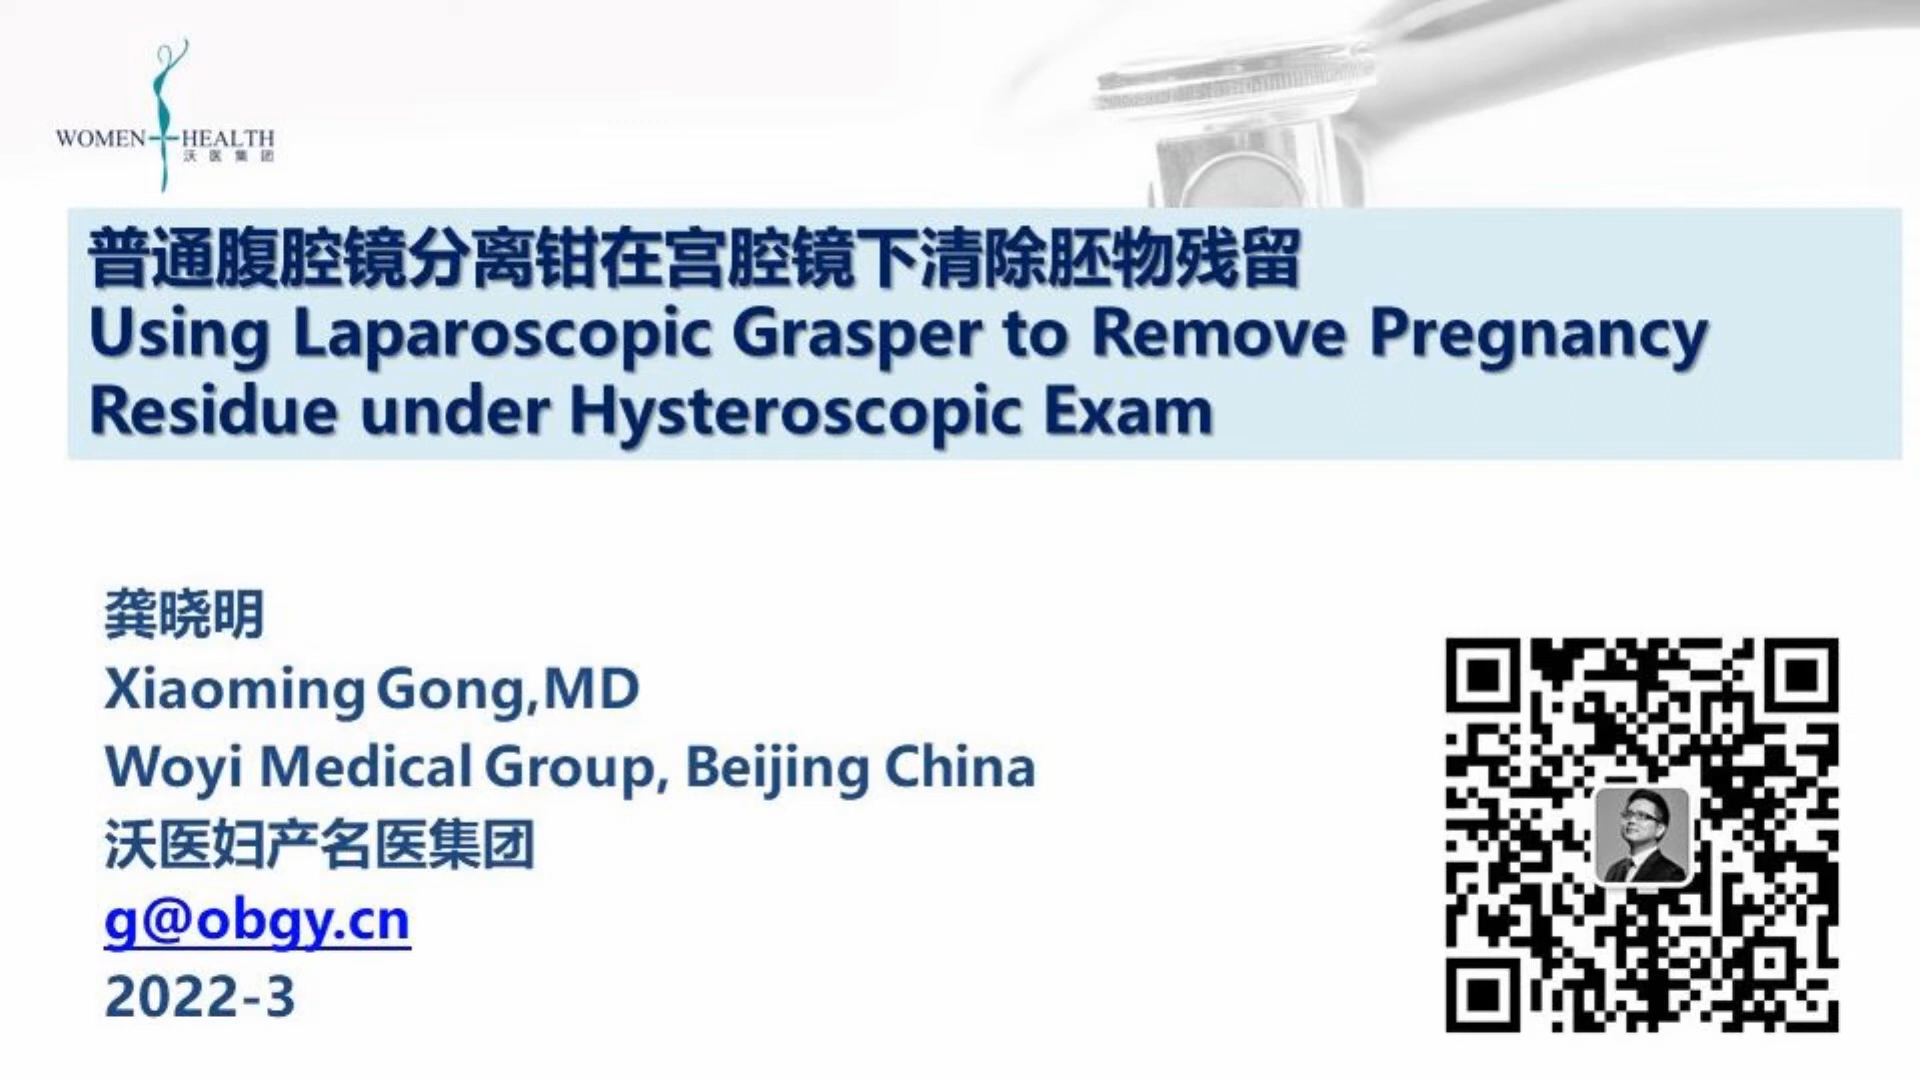 WOMEN HEALTH
沃医集团
普通腹腔镜分离钳在宫腔镜下清除胚物残留
Using Laparoscopic Grasper to Remove Pregnancy
Residue under Hysteroscopic Exam
龚晓明
Xiaoming Gong,MD
Woyi Medical Group, Beijing China
沃医妇产名医集团
g@obgy.cn
2022-3